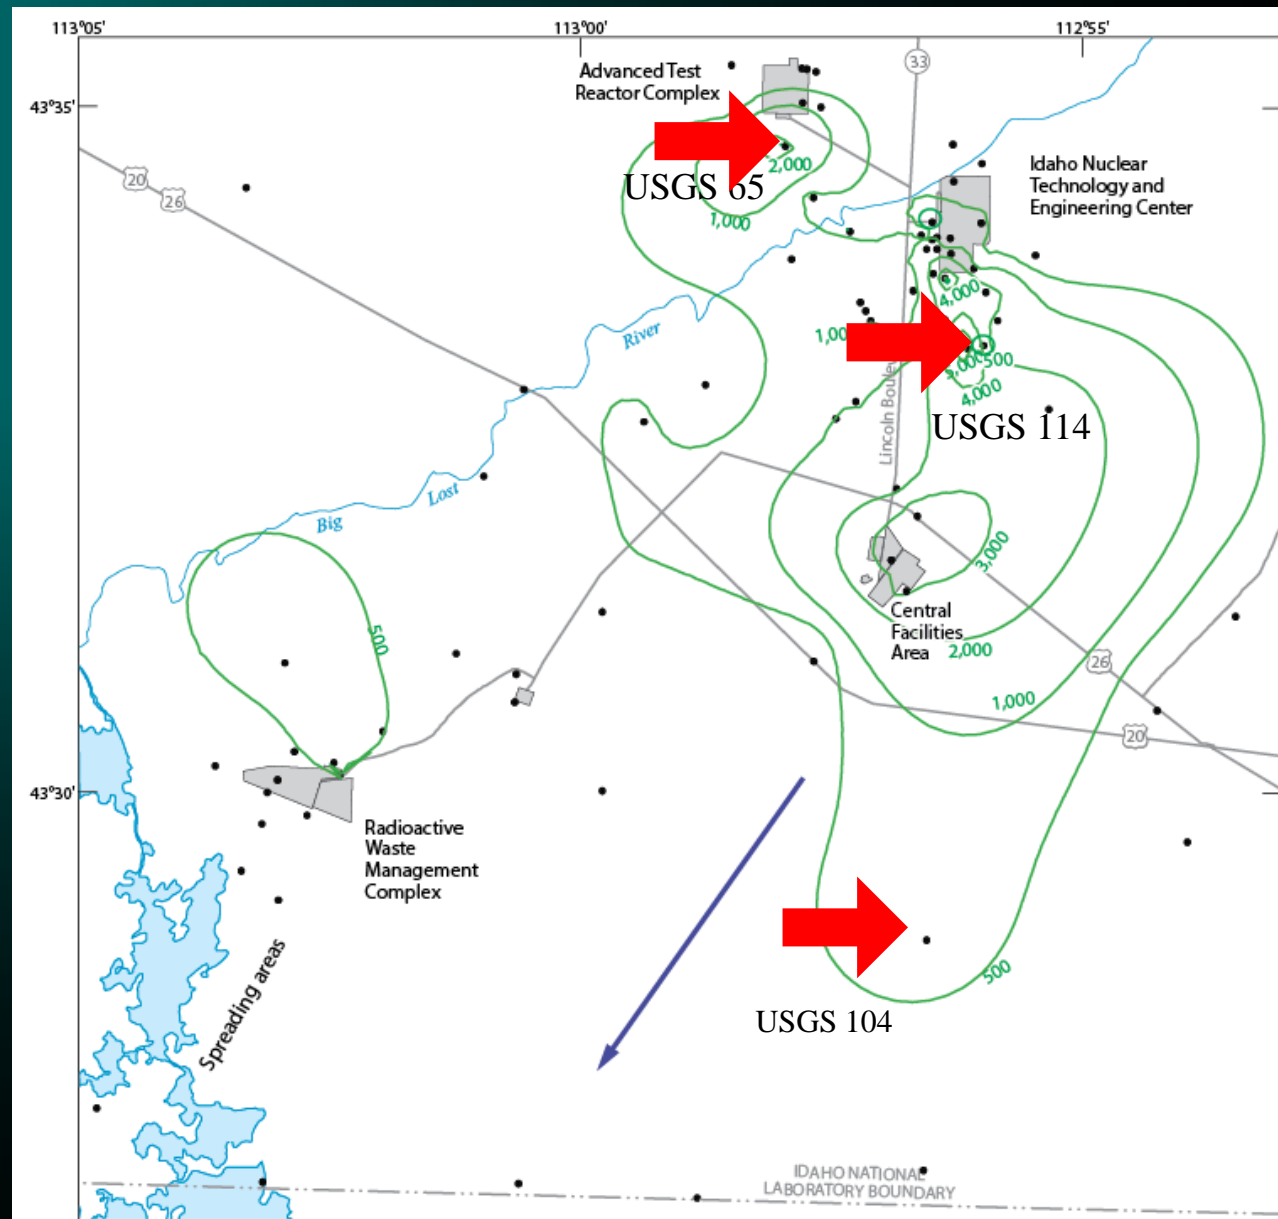 113°05'
113°00'
112°55'
43°35'
Advanced Test
Reactor Complex
33
20
26
2,000
USGS 65
1,000
Idaho Nuclear
Technology and
Engineering Center
4,000
River
500
4,000
USGS 114
Lincoln
Lost
Big
3,000
Central
Facilities
Area
2,000
26
500
1,000
20
43°30'
Radioactive
Waste
Management
Complex
Spreading areas
500
USGS 104
IDAHO NATIONAL
LABORATORY BOUNDARY